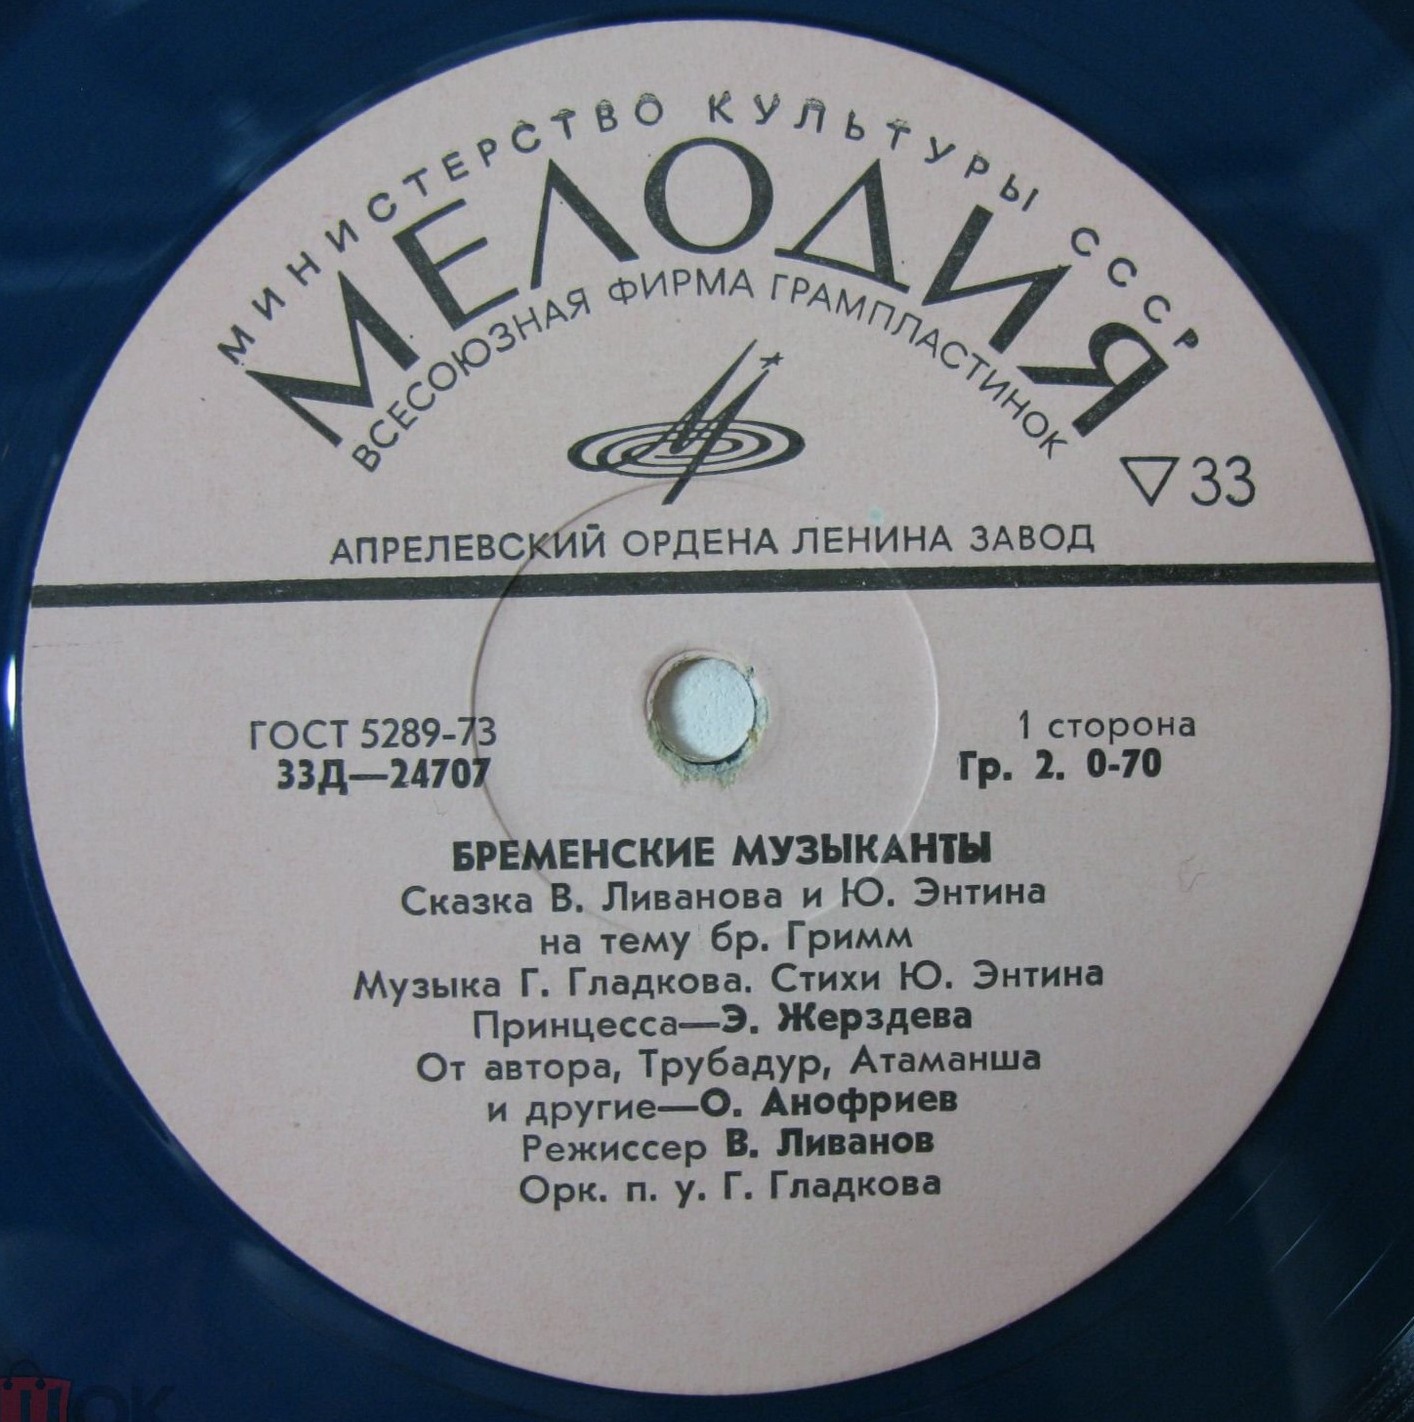 МИНИСТЕРСТВО КУЛЬТУРЫ СССР
МЕЛОДИЯ
ВСЕСОЮЗНАЯ ФИРМА ГРАМПЛАСТИНОК
33
АПРЕЛЕВСКИЙ ОРДЕНА ЛЕНИНА ЗАВОД
ГОСТ 5289-73
33Д—24707
1 сторона
Гр. 2. 0-70
БРЕМЕНСКИЕ МУЗЫКАНТЫ
Сказка В. Ливанова и Ю. Энтина
на тему бр. Гримм
Музыка Г. Гладкова. Стихи Ю. Энтина
Принцесса—Э. Жерздева
От автора, Трубадур, Атаманша
и другие—О. Анофриев
Режиссер В. Ливанов
Орк. п. у. Г. Гладкова